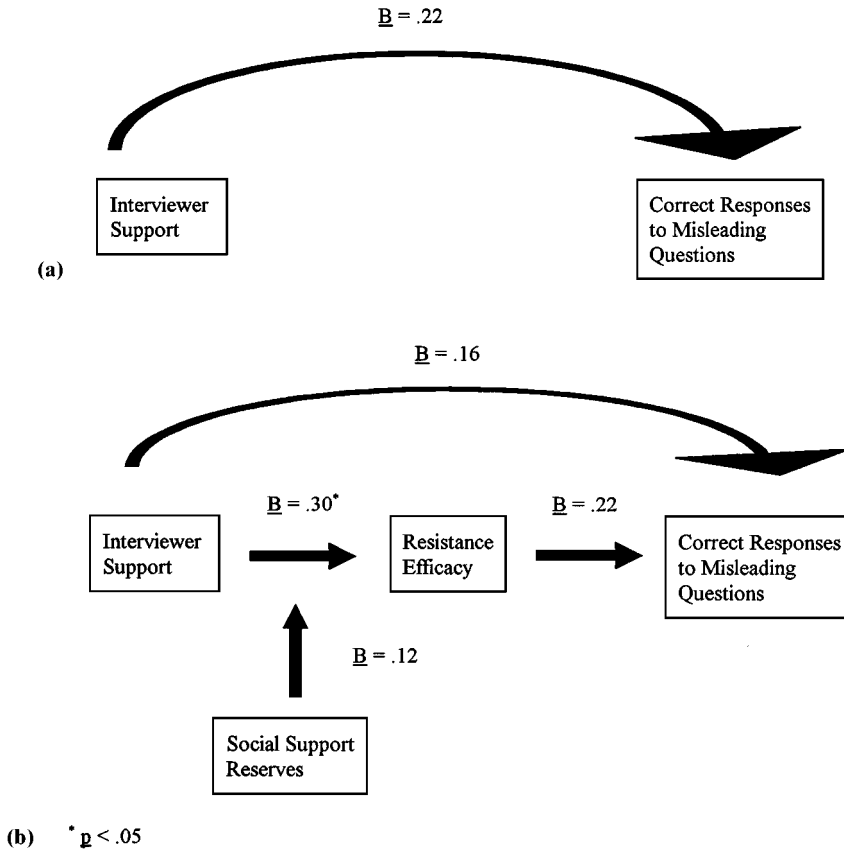 B = .22
Interviewer
Support
Correct Responses
to Misleading
Questions
(a)
B = .16
B = .30*
B = .22
Interviewer
Support
Resistance
Efficacy
Correct Responses
to Misleading
Questions
B = .12
Social Support
Reserves
(b) * p < .05